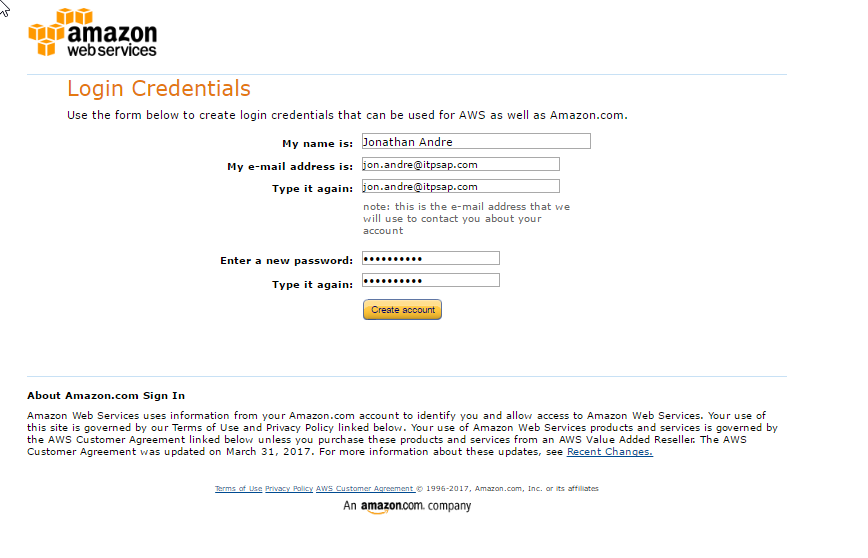 amazon
web services
Login Credentials
Use the form below to create login credentials that can be used for AWS as well as Amazon.com.
My name is: Jonathan Andre
My e-mail address is: jon.andre@itpsap.com
Type it again: jon.andre@itpsap.com
note: this is the e-mail address that we
will use to contact you about your
account
Enter a new password: ••••••••••
Type it again: ••••••••••
Create account
About Amazon.com Sign In
Amazon Web Services uses information from your Amazon.com account to identify you and allow access to Amazon Web Services. Your use of
this site is governed by our Terms of Use and Privacy Policy linked below. Your use of Amazon Web Services products and services is governed by
the AWS Customer Agreement linked below unless you purchase these products and services from an AWS Value Added Reseller. The AWS
Customer Agreement was updated on March 31, 2017. For more information about these updates, see Recent Changes.
Terms of Use Privacy Policy AWS Customer Agreement © 1996-2017, Amazon.com, Inc. or its affiliates
An amazon.com. company